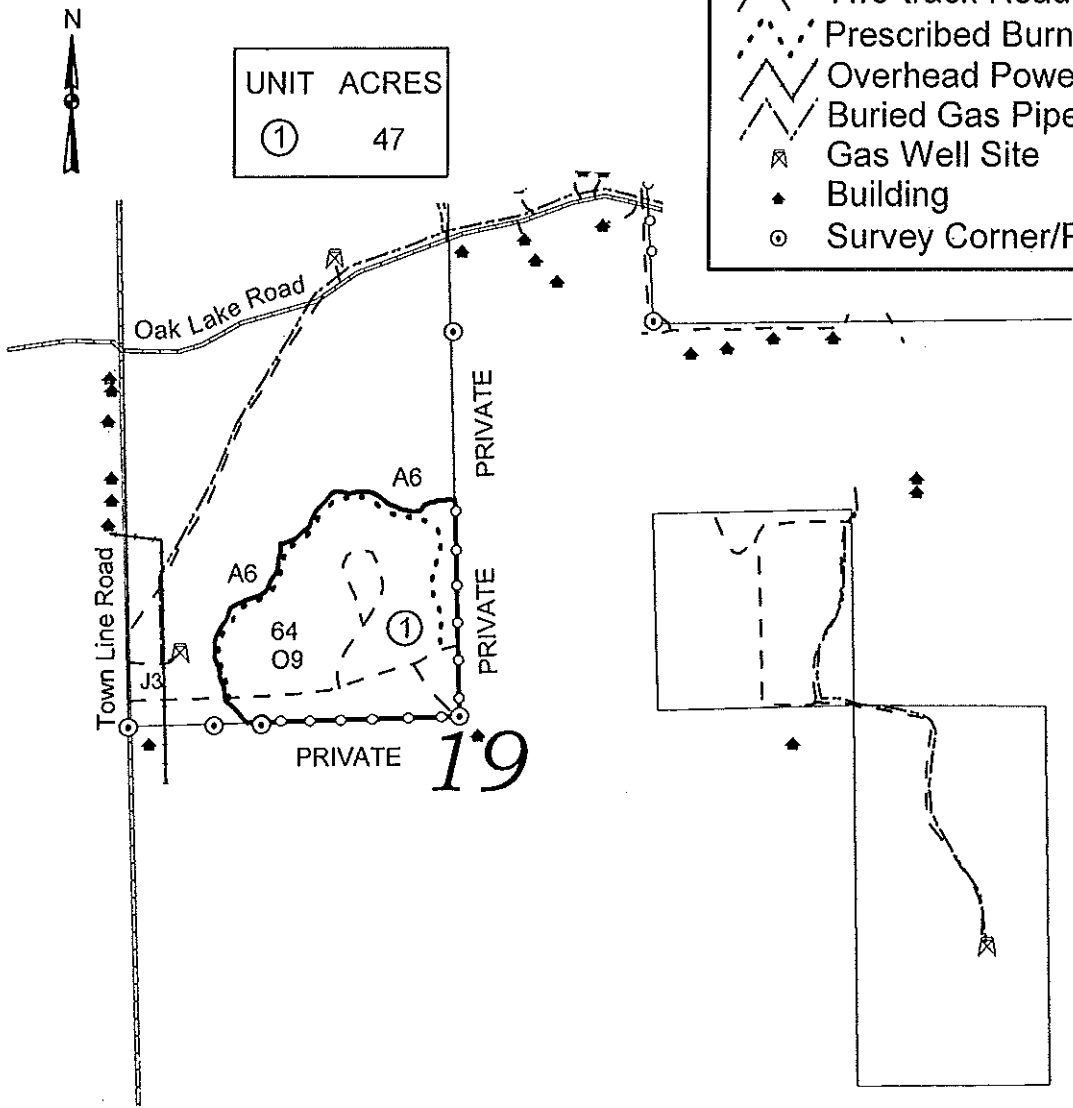 N
UNIT ACRES
① 47
Prescribed Burn
Overhead Powe
Buried Gas Pipe
Gas Well Site
Building
Survey Corner/
Oak Lake Road
PRIVATE
A6
A6
PRIVATE
Town Line Road
64
O9
①
J3
PRIVATE
19